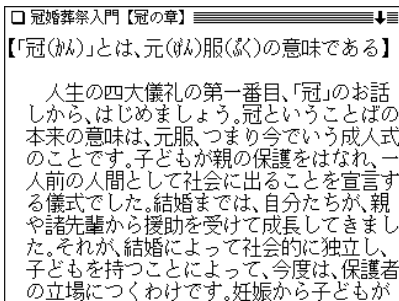 冠婚葬祭入門【冠の章】
【「冠(かん)」とは、元(げん)服(ぷく)の意味である】
人生の四大儀礼の第一番目、「冠」のお話
しから、はじめましょう。冠ということばの
本来の意味は、元服、つまり今でいう成人式
のことです。子どもが親の保護をはなれ、一
人前の人間として社会に出ることを宣言す
る儀式でした。結婚までは、自分たちが、親
や諸先輩から援助を受けて成長してきまし
た。それが、結婚によって社会的に独立し、
子どもを持つことによって、今度は、保護者
の立場につくわけです。妊娠から子どもが